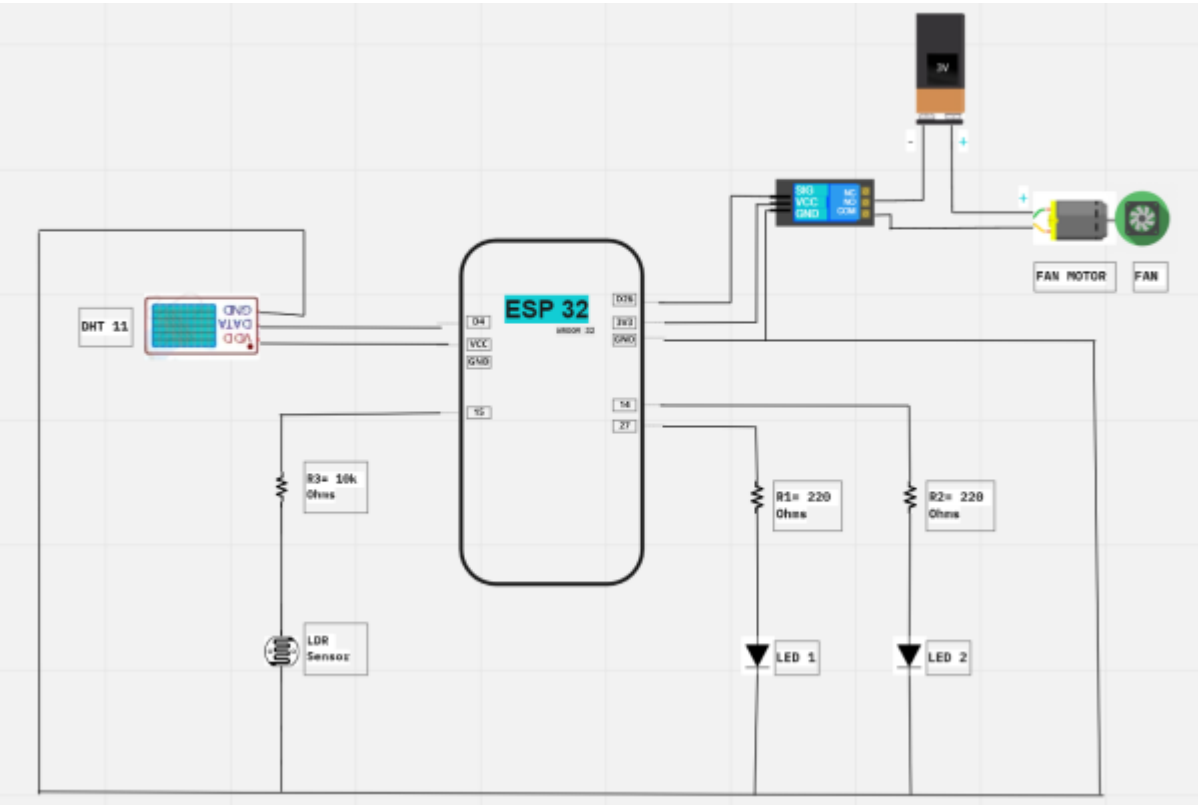 3V
-
+
SIG
VCC
GND
NC
NO
COM
+
FAN MOTOR
FAN
ESP 32
WROOM 32
D26
3V3
GND
14
27
D4
VCC
GND
15
DHT 11
GND
DATA
VDD
R3= 10k
Ohms
R1= 220
Ohms
R2= 220
Ohms
LDR
Sensor
LED 1
LED 2